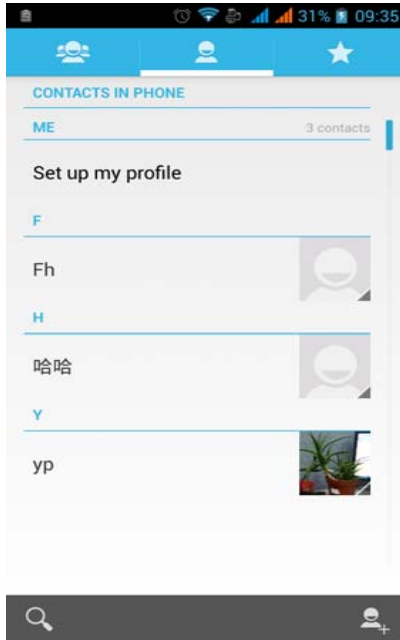 31% 09:35
CONTACTS IN PHONE
ME 3 contacts
Set up my profile
F
Fh
H
哈哈
Y
yp